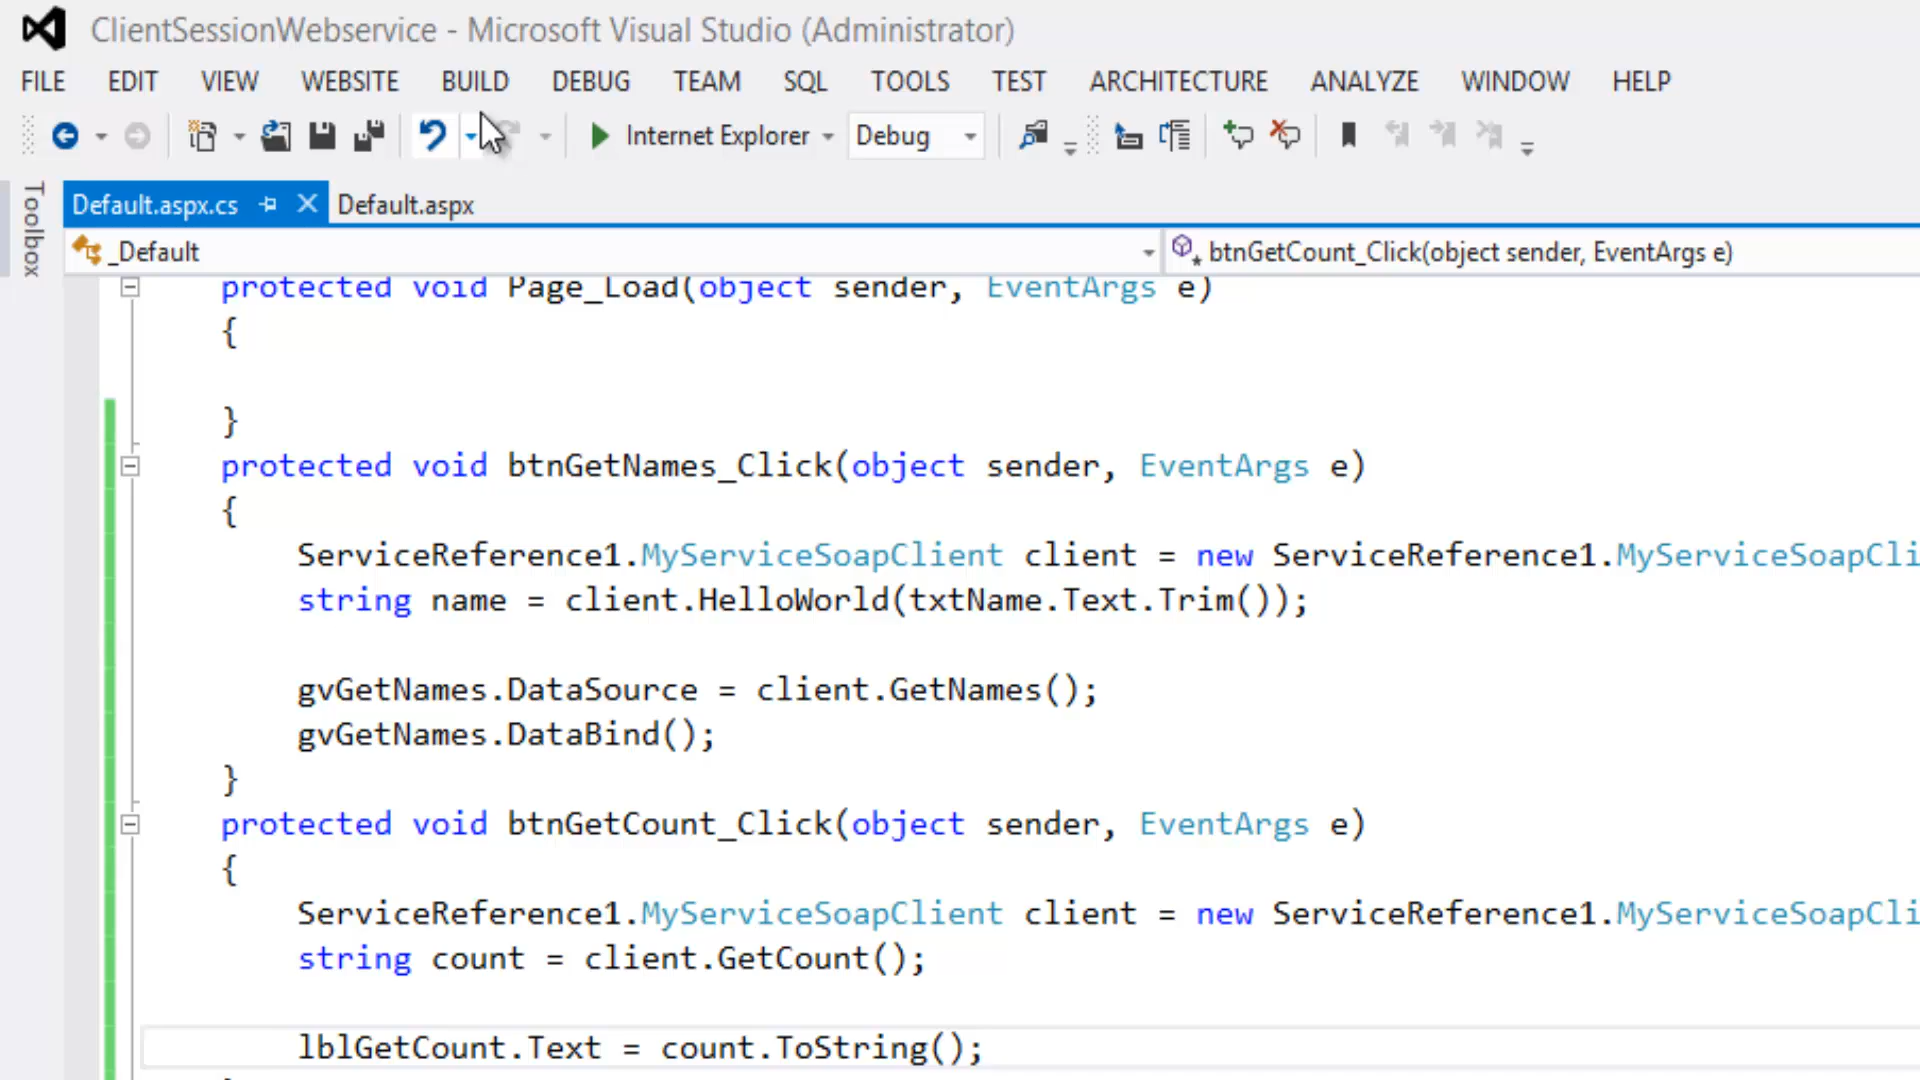 ClientSessionWebservice - Microsoft Visual Studio (Administrator)
FILE EDIT VIEW WEBSITE BUILD DEBUG TEAM SQL TOOLS TEST ARCHITECTURE ANALYZE WINDOW HELP
Internet Explorer Debug
Toolbox
Default.aspx.cs Default.aspx
_Default btnGetCount_Click(object sender, EventArgs e)
protected void Page_Load(object sender, EventArgs e)
{
}
protected void btnGetNames_Click(object sender, EventArgs e)
{
ServiceReference1.MyServiceSoapClient client = new ServiceReference1.MyServiceSoapCli
string name = client.HelloWorld(txtName.Text.Trim());
gvGetNames.DataSource = client.GetNames();
gvGetNames.DataBind();
}
protected void btnGetCount_Click(object sender, EventArgs e)
{
ServiceReference1.MyServiceSoapClient client = new ServiceReference1.MyServiceSoapCli
string count = client.GetCount();
lblGetCount.Text = count.ToString();